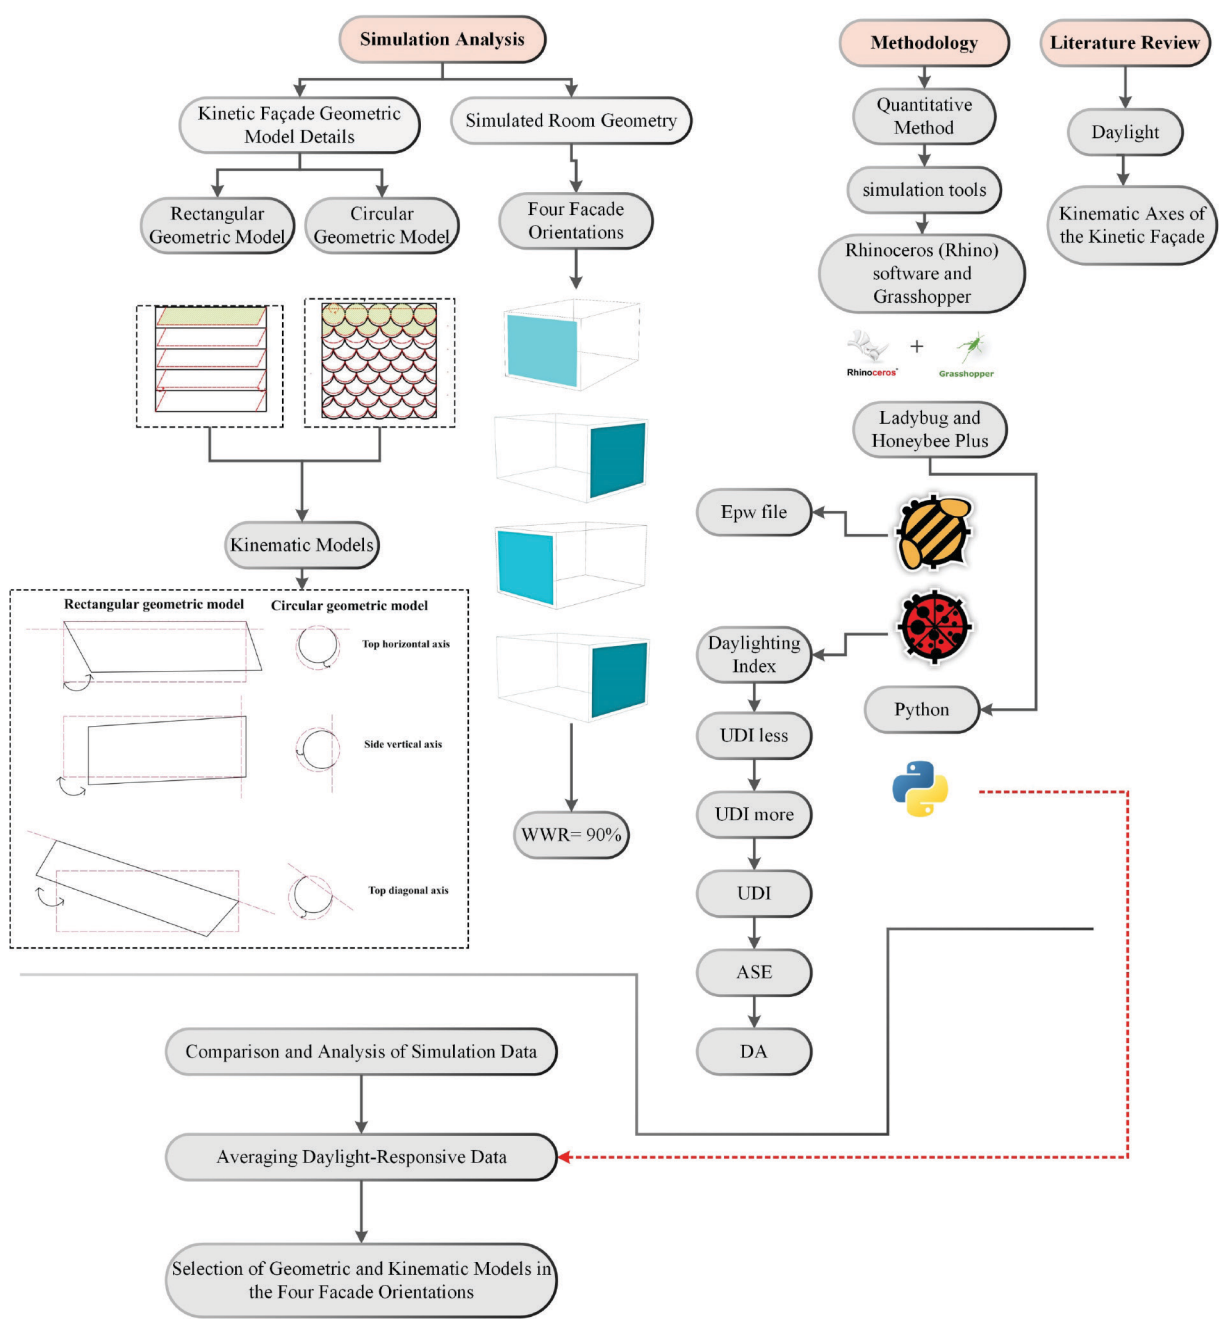 Simulation Analysis
Kinetic Façade Geometric
Model Details
Simulated Room Geometry
Rectangular
Geometric Model
Circular
Geometric Model
Four Facade
Orientations
Kinematic Models
Rectangular geometric model
Circular geometric model
Top horizontal axis
Side vertical axis
Top diagonal axis
WWR= 90%
Methodology
Quantitative
Method
simulation tools
Rhinoceros (Rhino)
software and
Grasshopper
Rhinoceros
+
Grasshopper
Ladybug and
Honeybee Plus
Epw file
Daylighting
Index
UDI less
UDI more
UDI
ASE
DA
Python
Literature Review
Daylight
Kinematic Axes of
the Kinetic Façade
Comparison and Analysis of Simulation Data
Averaging Daylight-Responsive Data
Selection of Geometric and Kinematic Models in
the Four Facade Orientations